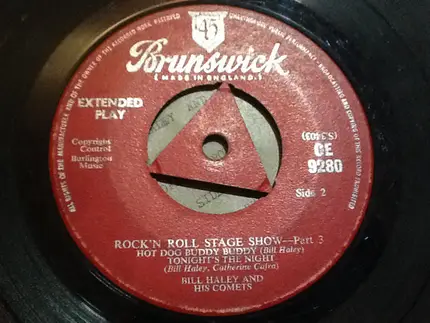 45
Brunswick
( MADE IN ENGLAND. )
EXTENDED
PLAY
Copyright
Control
Burlington
Music
(S.3403)
OE
9280
Side 2
ROCK'N ROLL STAGE SHOW—Part 3
HOT DOG BUDDY BUDDY (Bill Haley)
TONIGHT'S THE NIGHT
(Bill Haley, Catherine Cafra)
BILL HALEY AND
HIS COMETS